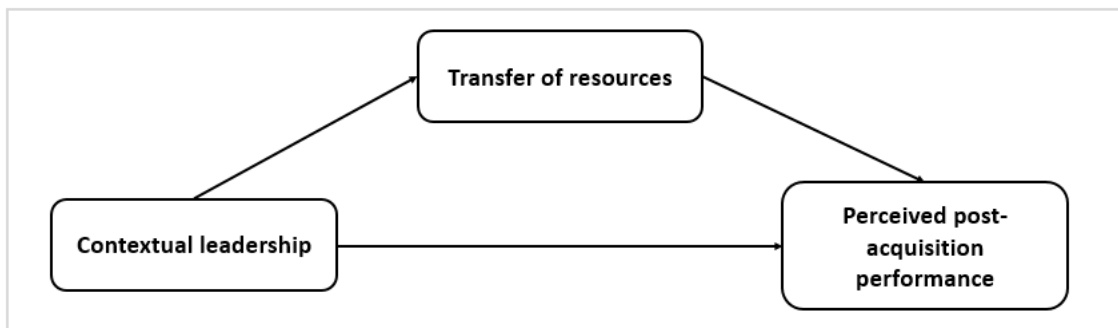 Transfer of resources
Contextual leadership
Perceived post-
acquisition
performance